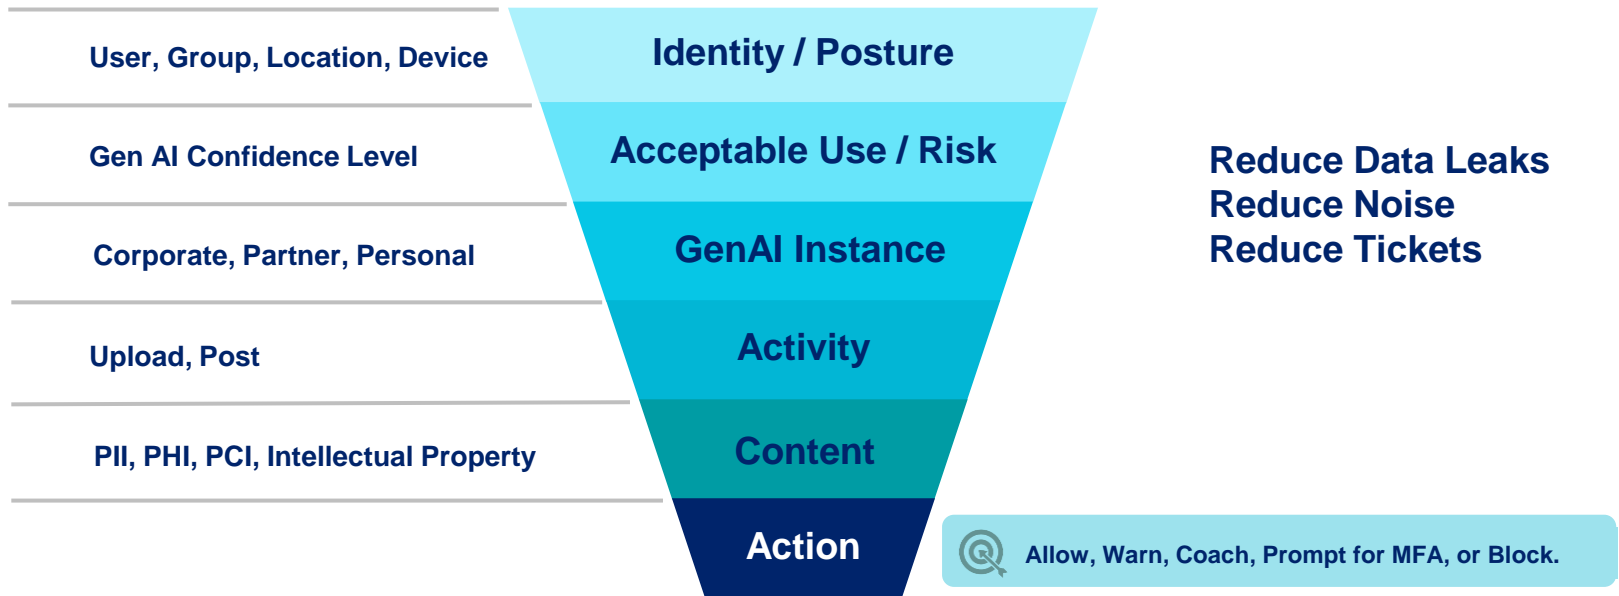 User, Group, Location, Device
Identity / Posture
Gen AI Confidence Level
Acceptable Use / Risk
Corporate, Partner, Personal
GenAI Instance
Upload, Post
Activity
PII, PHI, PCI, Intellectual Property
Content
Action
Reduce Data Leaks
Reduce Noise
Reduce Tickets
Allow, Warn, Coach, Prompt for MFA, or Block.